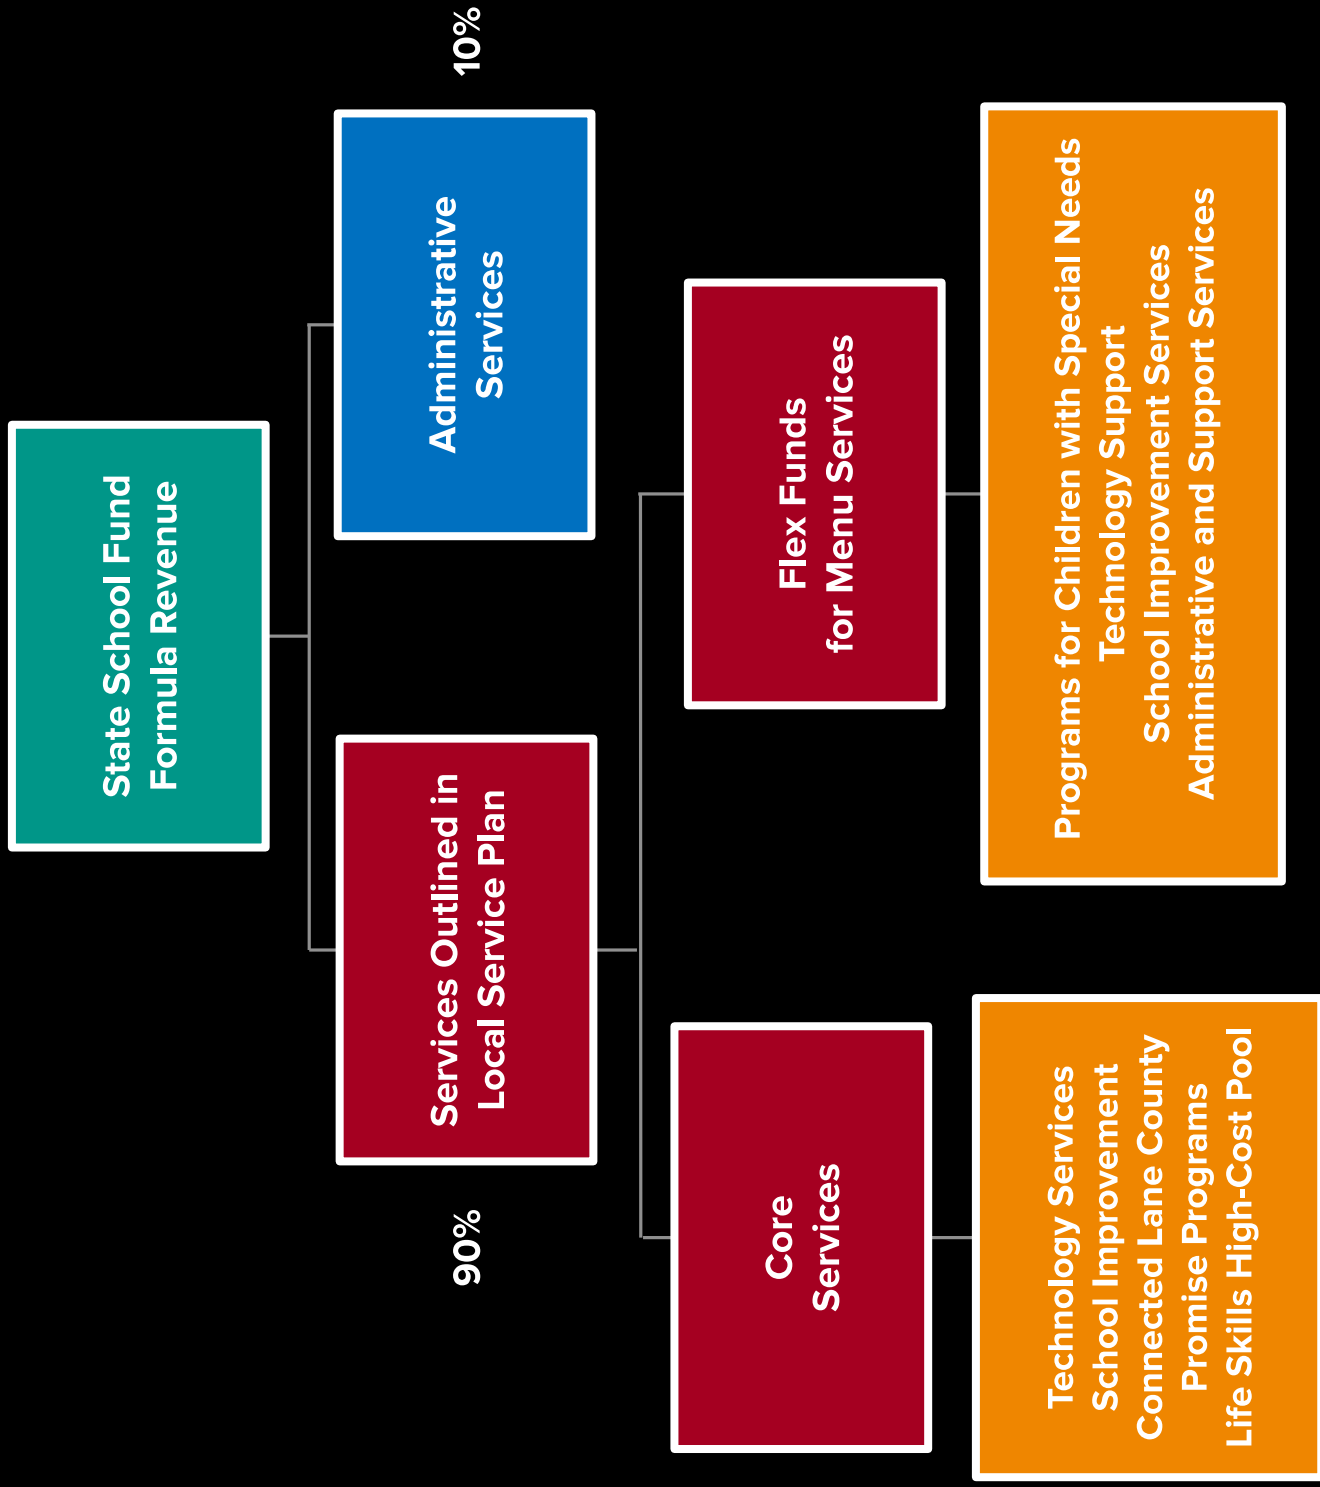 State School Fund
Formula Revenue
90%
Services Outlined in
Local Service Plan
Administrative
Services
10%
Core
Services
Flex Funds
for Menu Services
Technology Services
School Improvement
Connected Lane County
Promise Programs
Life Skills High-Cost Pool
Programs for Children with Special Needs
Technology Support
School Improvement Services
Administrative and Support Services